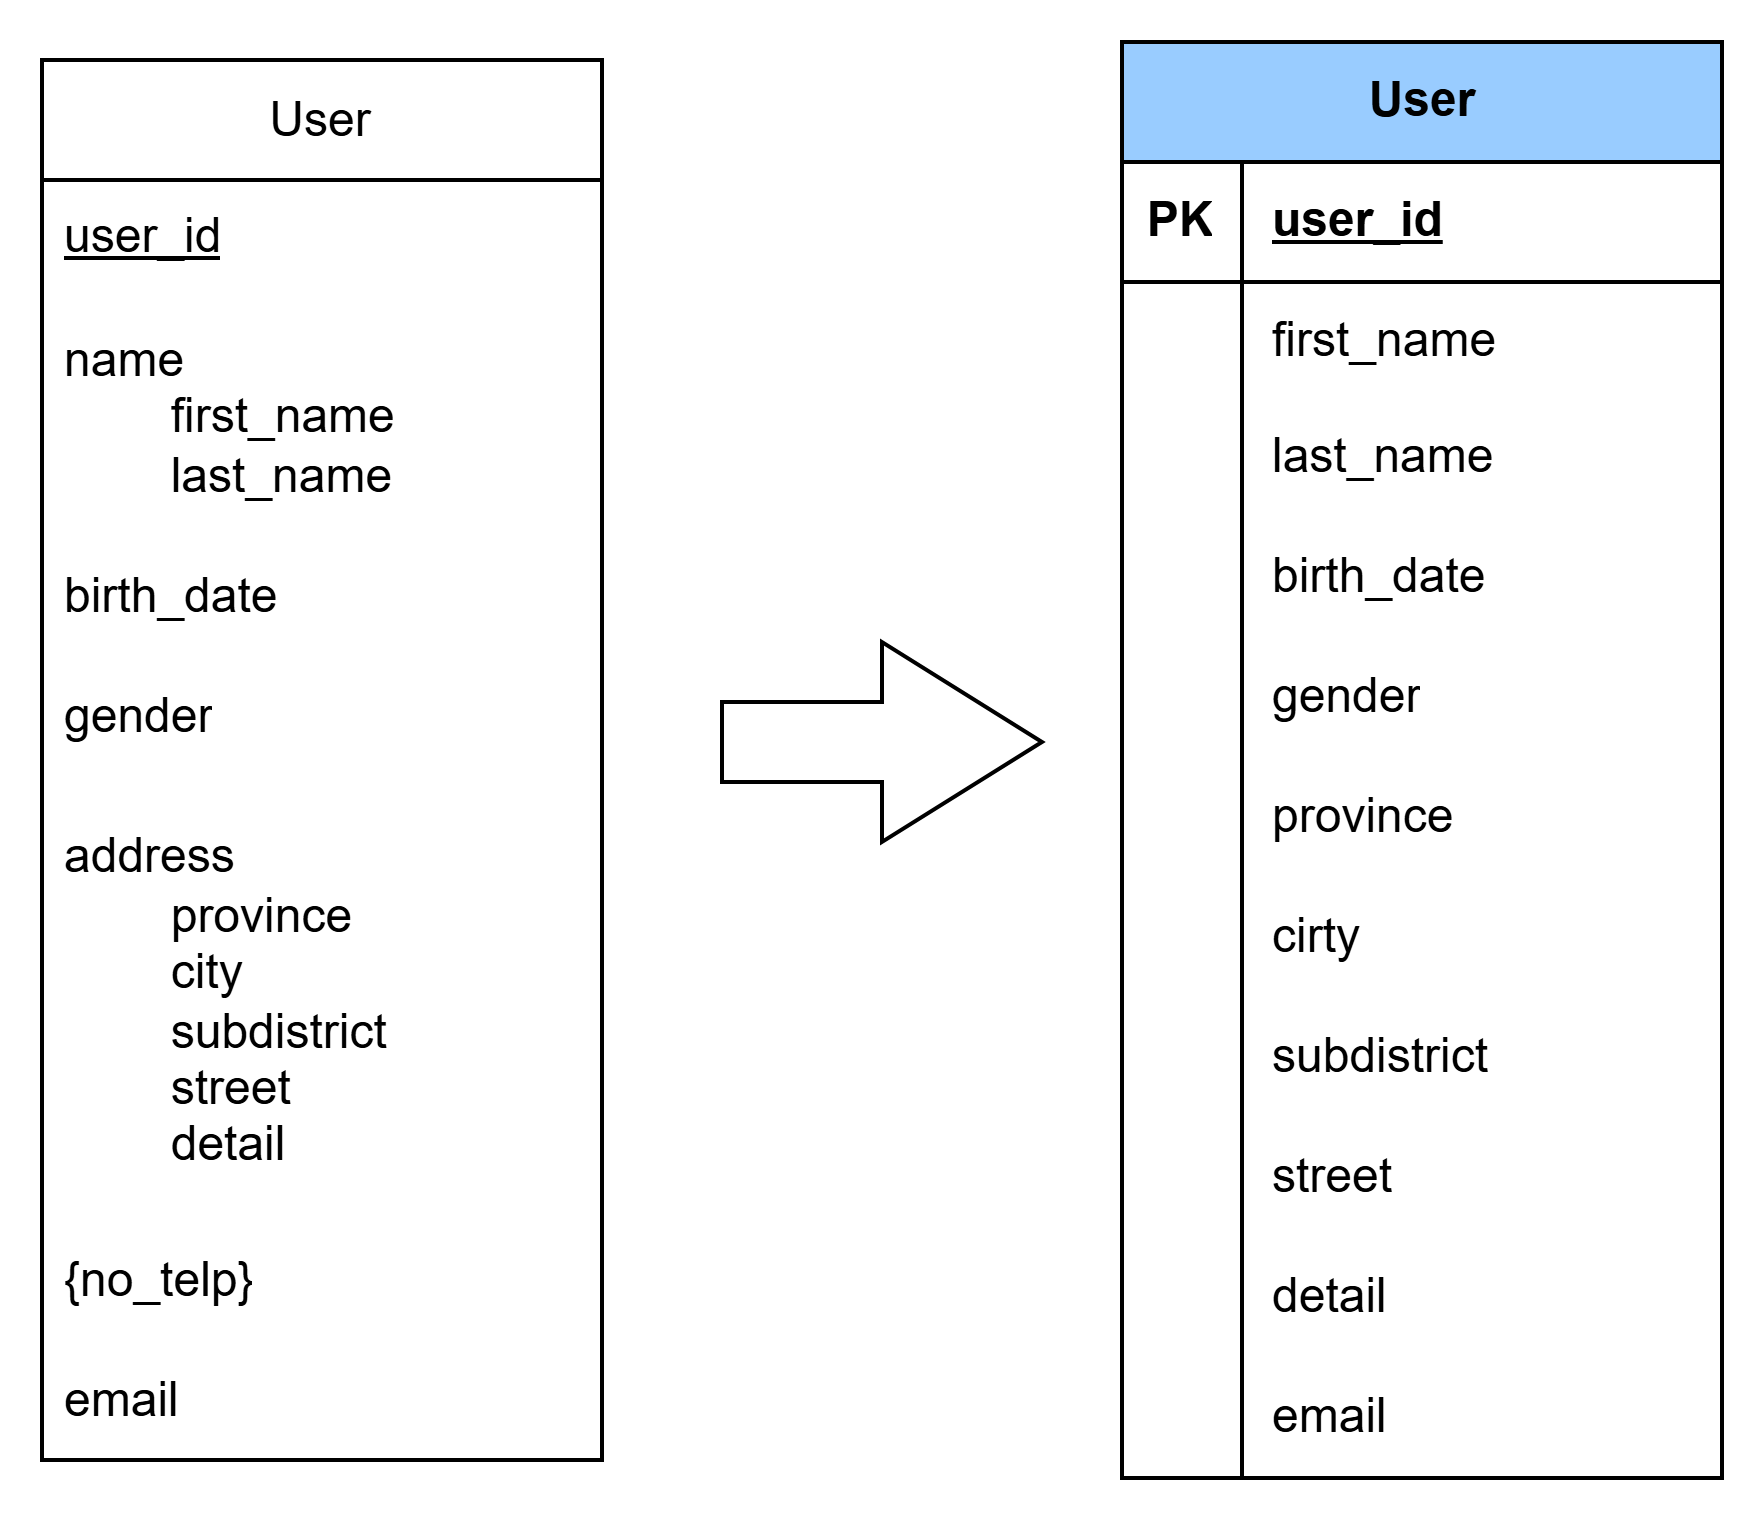 User
user_id
name
first_name
last_name
birth_date
gender
address
province
city
subdistrict
street
detail
{no_telp}
email
User
PK user_id
first_name
last_name
birth_date
gender
province
cirty
subdistrict
street
detail
email